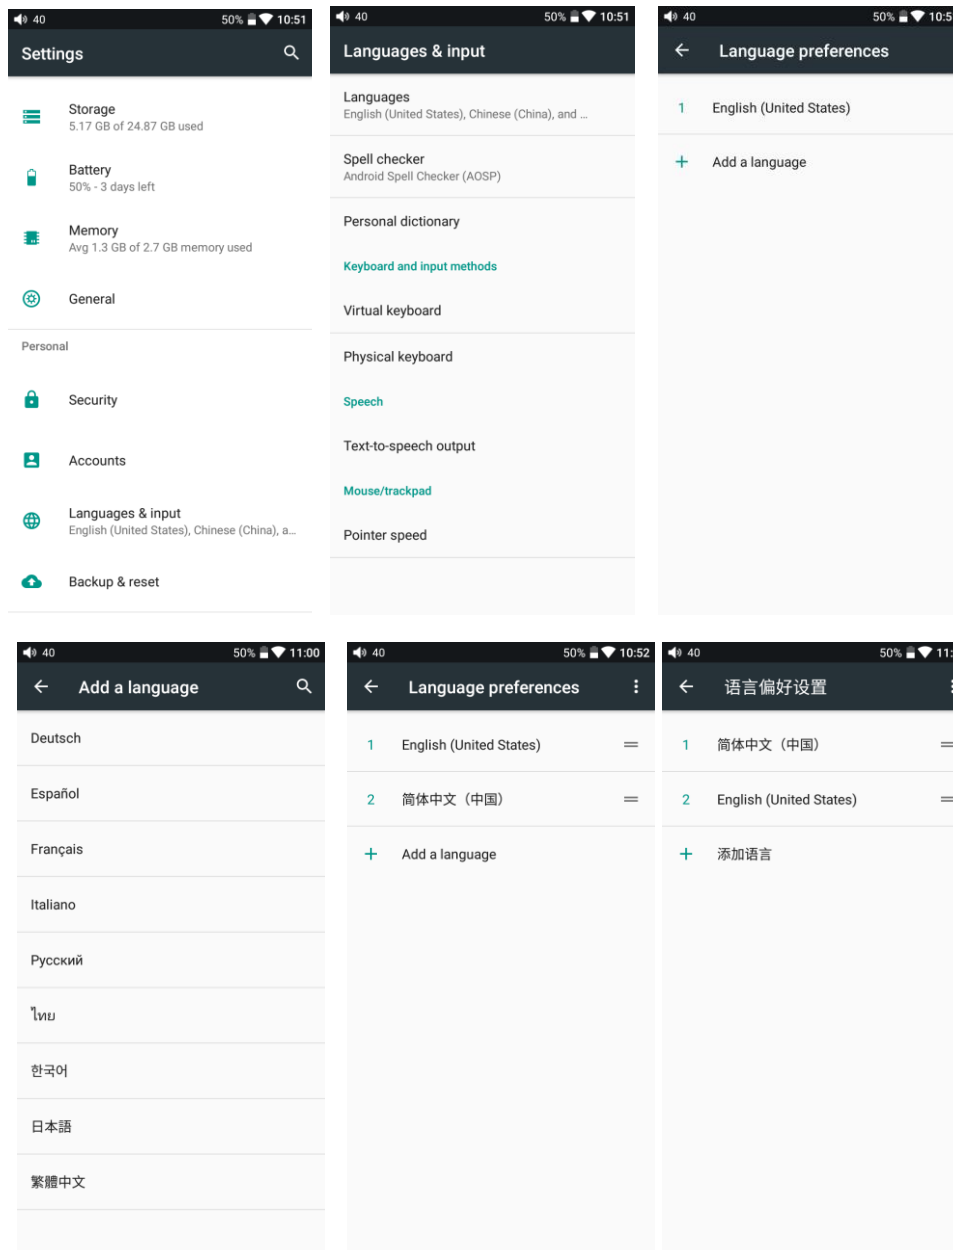 40
50% 10:51
Settings
Storage
5.17 GB of 24.87 GB used
Battery
50% - 3 days left
Memory
Avg 1.3 GB of 2.7 GB memory used
General
Personal
Security
Accounts
Languages & input
English (United States), Chinese (China), a...
Backup & reset
40
50% 10:51
Languages & input
Languages
English (United States), Chinese (China), and ...
Spell checker
Android Spell Checker (AOSP)
Personal dictionary
Keyboard and input methods
Virtual keyboard
Physical keyboard
Speech
Text-to-speech output
Mouse/trackpad
Pointer speed
40
50% 10:5
Language preferences
1 English (United States)
+ Add a language
40
50% 11:00
Add a language
Deutsch
Español
Français
Italiano
Русский
ไทย
한국어
日本語
繁體中文
40
50% 10:52
Language preferences
1 English (United States)
2 简体中文（中国）
+ Add a language
40
50% 11:
语言偏好设置
1 简体中文（中国）
2 English (United States)
+ 添加语言